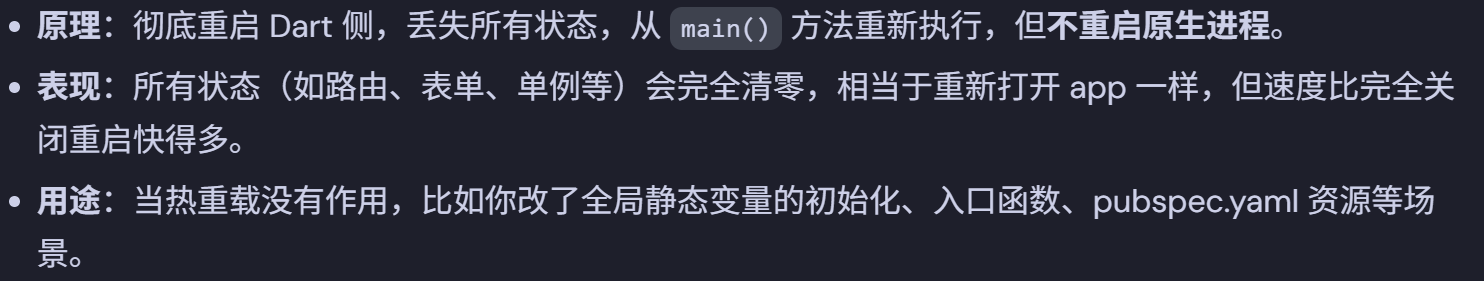 • 原理：彻底重启 Dart 侧，丢失所有状态，从 main() 方法重新执行，但不重启原生进程。
• 表现：所有状态（如路由、表单、单例等）会完全清零，相当于重新打开 app 一样，但速度比完全关
闭重启快得多。
• 用途：当热重载没有作用，比如你改了全局静态变量的初始化、入口函数、pubspec.yaml 资源等场
景。